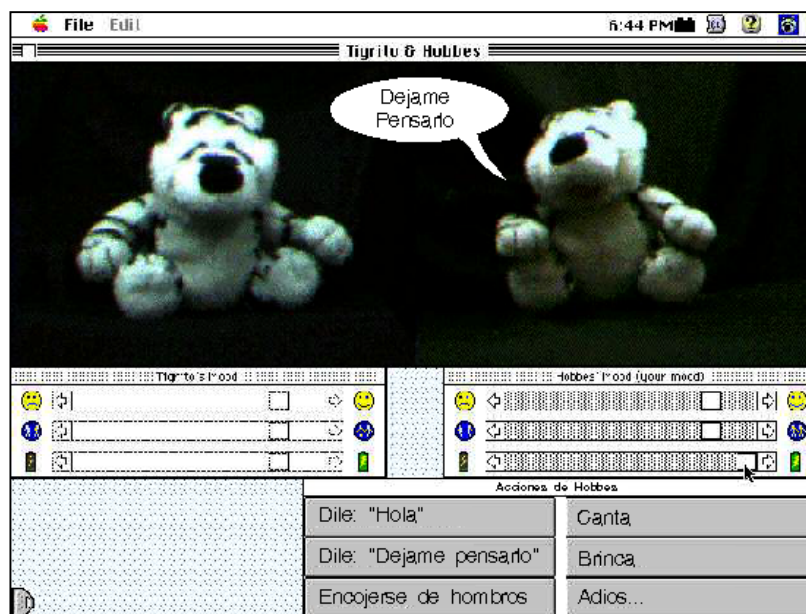 File Edit 6:44 PM
Tigrito & Hobbes
Dejame
Pensarlo
Tigrito's Mood
Hobbes' Mood (your mood)
Acciones de Hobbes
Dile: "Hola"
Canta
Dile: "Dejame pensarlo"
Brinca
Encojerse de hombros
Adios...